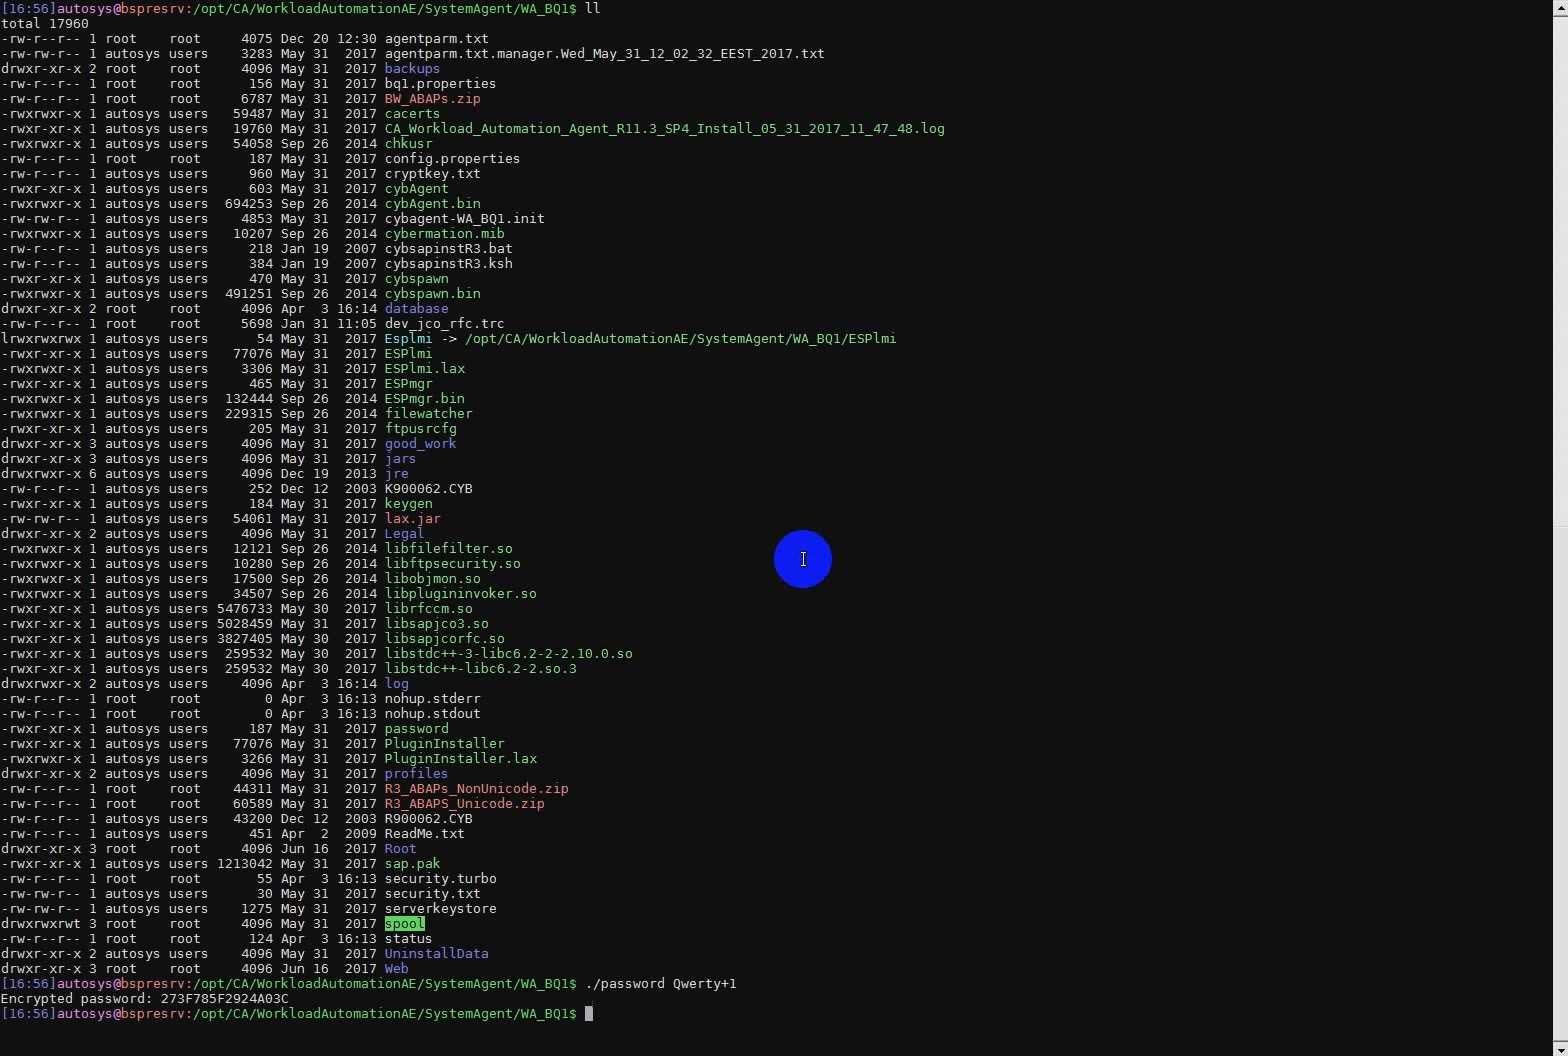 [16:56]autosys@bspresrv:/opt/CA/WorkloadAutomationAE/SystemAgent/WA_BQ1$ ll
total 17960
-rw-r--r-- 1 root    root     4075 Dec 20 12:30 agentparm.txt
-rw-rw-r-- 1 autosys users    3283 May 31  2017 agentparm.txt.manager.Wed_May_31_12_02_32_EEST_2017.txt
drwxr-xr-x 2 root    root     4096 May 31  2017 backups
-rw-r--r-- 1 root    root      156 May 31  2017 bq1.properties
-rw-r--r-- 1 root    root     6787 May 31  2017 BW_ABAPs.zip
-rwxrwxr-x 1 autosys users   59487 May 31  2017 cacerts
-rwxr-xr-x 1 autosys users   19760 May 31  2017 CA_Workload_Automation_Agent_R11.3_SP4_Install_05_31_2017_11_47_48.log
-rwxrwxr-x 1 autosys users   54058 Sep 26  2014 chkusr
-rw-r--r-- 1 root    root      187 May 31  2017 config.properties
-rw-r--r-- 1 autosys users     960 May 31  2017 cryptkey.txt
-rwxr-xr-x 1 autosys users     603 May 31  2017 cybAgent
-rwxr-xr-x 1 autosys users  694253 Sep 26  2014 cybAgent.bin
-rw-rw-r-- 1 autosys users    4853 May 31  2017 cybagent-WA_BQ1.init
-rwxrwxr-x 1 autosys users   10207 Sep 26  2014 cybermation.mib
-rw-r--r-- 1 autosys users     218 Jan 19  2007 cybsapinstR3.bat
-rw-r--r-- 1 autosys users     384 Jan 19  2007 cybsapinstR3.ksh
-rwxr-xr-x 1 autosys users     470 May 31  2017 cybspawn
-rwxrwxr-x 1 autosys users  491251 Sep 26  2014 cybspawn.bin
drwxr-xr-x 2 root    root     4096 Apr  3 16:14 database
-rw-r--r-- 1 root    root     5698 Jan 31 11:05 dev_jco_rfc.trc
lrwxrwxrwx 1 autosys users      54 May 31  2017 Esplmi -> /opt/CA/WorkloadAutomationAE/SystemAgent/WA_BQ1/ESPlmi
-rwxr-xr-x 1 autosys users   77076 May 31  2017 ESPlmi
-rwxrwxr-x 1 autosys users    3306 May 31  2017 ESPlmi.lax
-rwxr-xr-x 1 autosys users     465 May 31  2017 ESPmgr
-rwxrwxr-x 1 autosys users  132444 Sep 26  2014 ESPmgr.bin
-rwxrwxr-x 1 autosys users  229315 Sep 26  2014 filewatcher
-rwxr-xr-x 1 autosys users     205 May 31  2017 ftpusrcfg
drwxr-xr-x 3 autosys users    4096 May 31  2017 good_work
drwxr-xr-x 3 autosys users    4096 May 31  2017 jars
drwxrwxr-x 6 autosys users    4096 Dec 19  2013 jre
-rw-r--r-- 1 autosys users     252 Dec 12  2003 K900062.CYB
-rwxr-xr-x 1 autosys users     184 May 31  2017 keygen
-rw-rw-r-- 1 autosys users   54061 May 31  2017 lax.jar
drwxr-xr-x 2 autosys users    4096 May 31  2017 Legal
-rwxrwxr-x 1 autosys users   12121 Sep 26  2014 libfilefilter.so
-rwxrwxr-x 1 autosys users   10280 Sep 26  2014 libftpsecurity.so
-rwxrwxr-x 1 autosys users   17500 Sep 26  2014 libobjmon.so
-rwxrwxr-x 1 autosys users   34507 Sep 26  2014 libplugininvoker.so
-rwxr-xr-x 1 autosys users 5476733 May 30  2017 librfccm.so
-rwxrwxr-x 1 autosys users 5028459 May 31  2017 libsapjco3.so
-rwxr-xr-x 1 autosys users 3827405 May 30  2017 libsapjcorfc.so
-rwxr-xr-x 1 autosys users  259532 May 30  2017 libstdc++-3-libc6.2-2-2.10.0.so
-rwxr-xr-x 1 autosys users  259532 May 30  2017 libstdc++-libc6.2-2.so.3
drwxrwxr-x 2 autosys users    4096 Apr  3 16:14 log
-rw-r--r-- 1 root    root        0 Apr  3 16:13 nohup.stderr
-rw-r--r-- 1 root    root        0 Apr  3 16:13 nohup.stdout
-rwxr-xr-x 1 autosys users     187 May 31  2017 password
-rwxr-xr-x 1 autosys users   77076 May 31  2017 PluginInstaller
-rwxrwxr-x 1 autosys users    3266 May 31  2017 PluginInstaller.lax
drwxr-xr-x 2 autosys users    4096 May 31  2017 profiles
-rw-r--r-- 1 root    root    44311 May 31  2017 R3_ABAPs_NonUnicode.zip
-rw-r--r-- 1 root    root    60589 May 31  2017 R3_ABAPS_Unicode.zip
-rw-r--r-- 1 autosys users   43200 Dec 12  2003 R900062.CYB
-rw-r--r-- 1 autosys users     451 Apr  2  2009 ReadMe.txt
drwxr-xr-x 3 root    root     4096 Jun 16  2017 Root
-rwxr-xr-x 1 autosys users 1213042 May 31  2017 sap.pak
-rw-r--r-- 1 root    root       55 Apr  3 16:13 security.turbo
-rw-rw-r-- 1 autosys users      30 May 31  2017 security.txt
-rw-rw-r-- 1 autosys users    1275 May 31  2017 serverkeystore
drwxrwxrwt 3 root    root     4096 May 31  2017 spool
-rw-r--r-- 1 root    root      124 Apr  3 16:13 status
drwxr-xr-x 2 autosys users    4096 May 31  2017 UninstallData
drwxr-xr-x 3 root    root     4096 Jun 16  2017 Web
[16:56]autosys@bspresrv:/opt/CA/WorkloadAutomationAE/SystemAgent/WA_BQ1$ ./password Qwerty+1
Encrypted password: 273F785F2924A03C
[16:56]autosys@bspresrv:/opt/CA/WorkloadAutomationAE/SystemAgent/WA_BQ1$